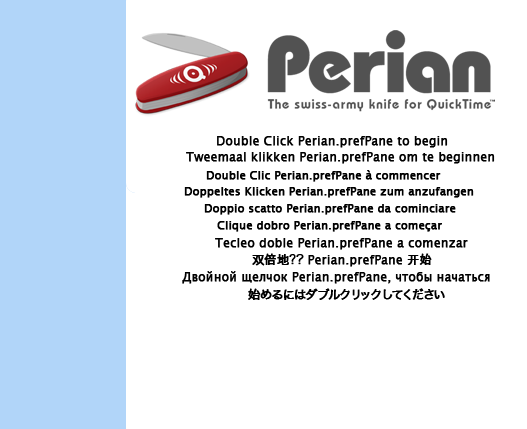 Perian
The swiss-army knife for QuickTime™
Double Click Perian.prefPane to begin
Tweemaal klikken Perian.prefPane om te beginnen
Double Clic Perian.prefPane à commencer
Doppeltes Klicken Perian.prefPane zum anzufangen
Doppio scatto Perian.prefPane da cominciare
Clique dobro Perian.prefPane a começar
Tecleo doble Perian.prefPane a comenzar
双倍地?? Perian.prefPane 开始
Двойной щелчок Perian.prefPane, чтобы начаться
始めるにはダブルクリックしてください